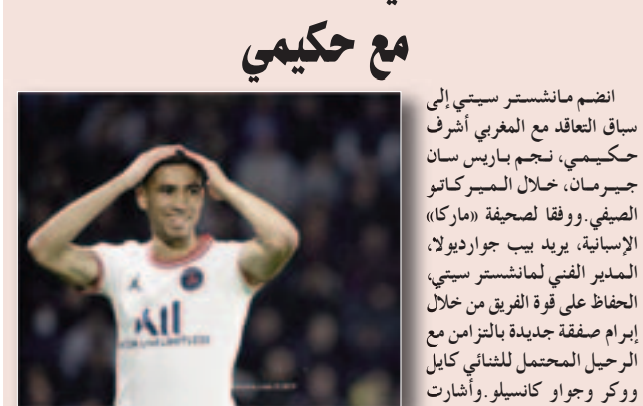 مع حكيمي
انضم مانشستر سيتي إلى
سباق التعاقد مع المغربي أشرف
حكيمي، نجم باريس سان
جيرمان، خلال الميركاتو
الصيفي.ووفقا لصحيفة «ماركا»
الإسبانية، يريد بيب جوارديولا،
المدير الفني لمانشستر سيتي،
الحفاظ على قوة الفريق من خلال
إبرام صفقة جديدة بالتزامن مع
الرحيل المحتمل للثنائي كايل
ووكر وجواو كانسيلو.وأشارت